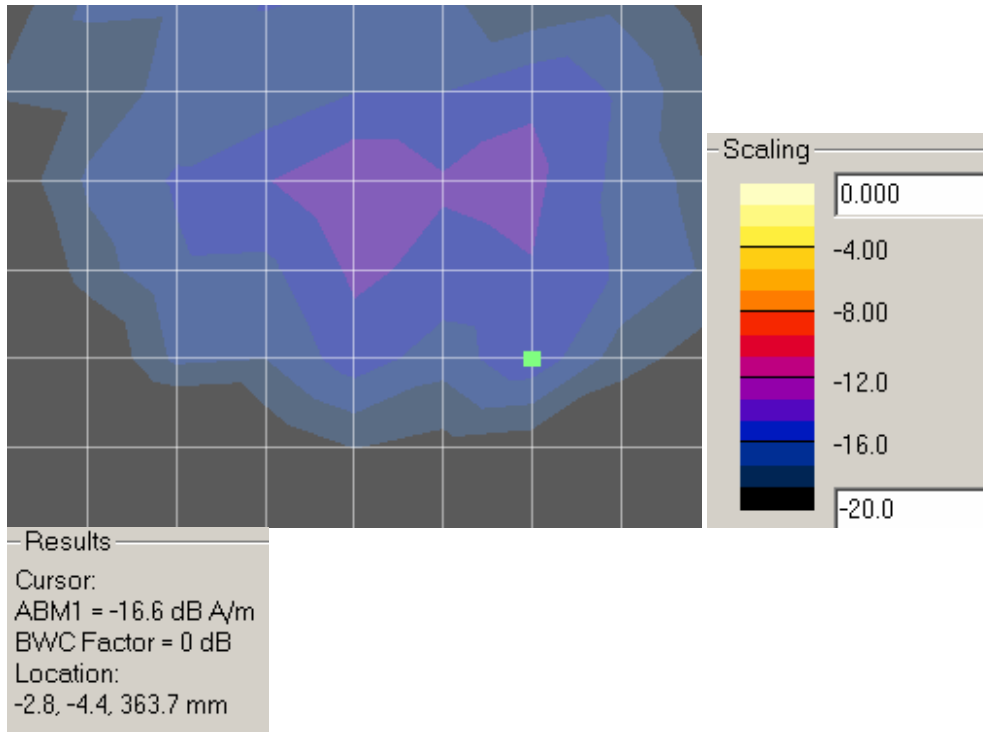 Scaling
0.000
-4.00
-8.00
-12.0
-16.0
-20.0
Results
Cursor:
ABM1 = -16.6 dB A/m
BWC Factor = 0 dB
Location:
-2.8, -4.4, 363.7 mm